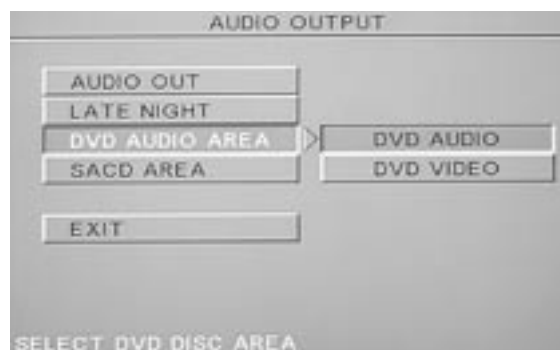 AUDIO OUTPUT
AUDIO OUT
LATE NIGHT
DVD AUDIO AREA
DVD AUDIO
SACD AREA
DVD VIDEO
EXIT
SELECT DVD DISC AREA